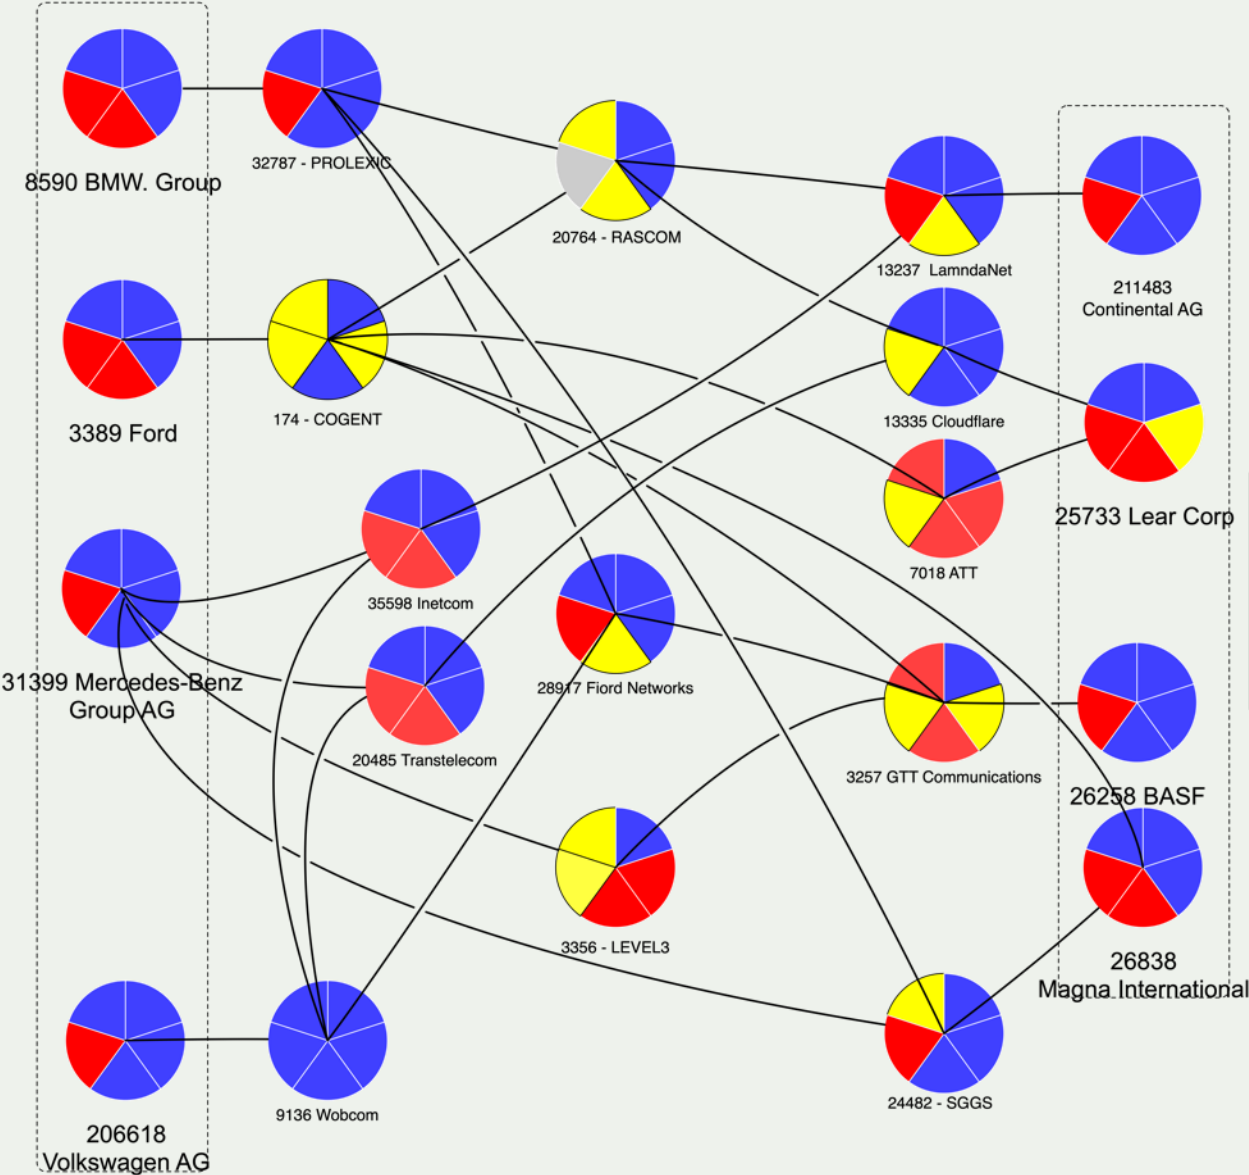 32787 - PROLEXIC
8590 BMW. Group
20764 - RASCOM
13237 LamndaNet
211483
Continental AG
174 - COGENT
13335 Cloudflare
3389 Ford
25733 Lear Corp
7018 ATT
35598 Inetcom
31399 Mercedes-Benz
Group AG
28917 Fiord Networks
20485 Transtelecom
3257 GTT Communications
26258 BASF
3356 - LEVEL3
26838
Magna International
24482 - SGGS
9136 Wobcom
206618
Volkswagen AG